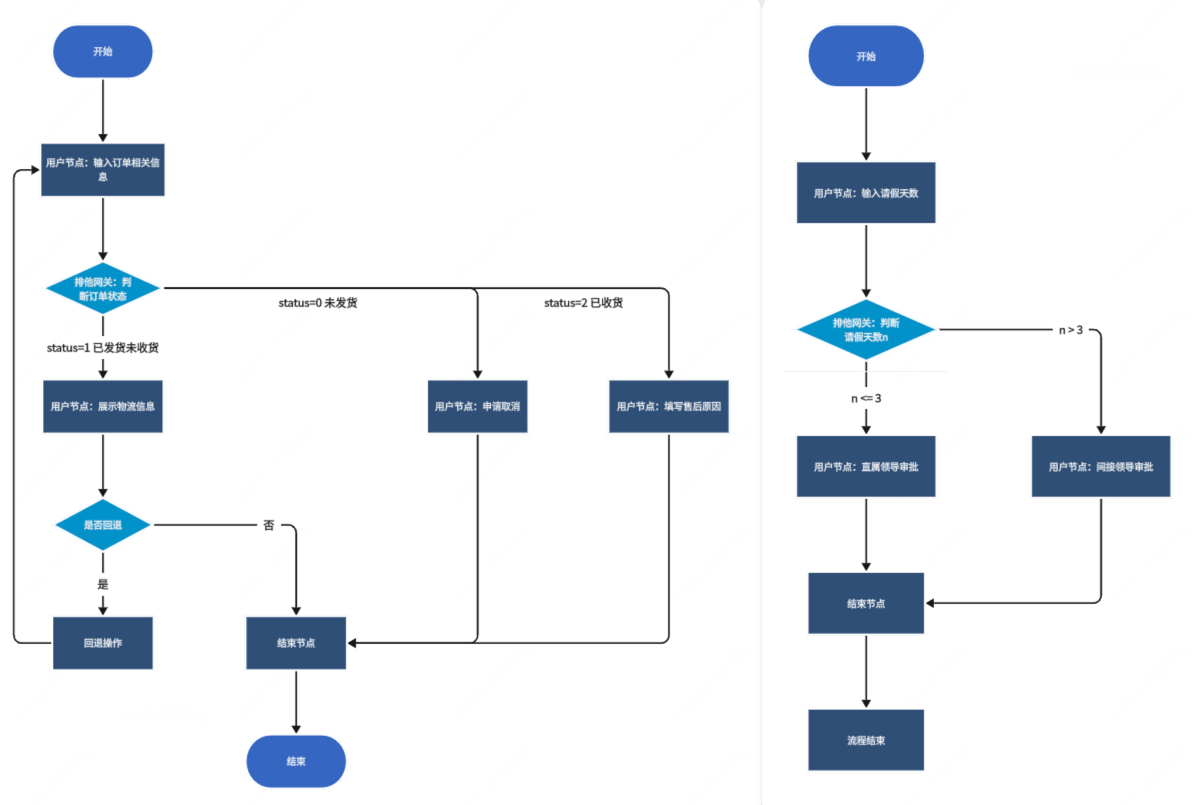 开始
用户节点：输入订单相关信
息
排他网关：判
断订单状态
status=0 未发货
status=2 已收货
status=1 已发货未收货
用户节点：展示物流信息
用户节点：申请取消
用户节点：填写售后原因
是否回退
否
是
回退操作
结束节点
结束
开始
用户节点：输入请假天数
排他网关：判断
请假天数n
n > 3
n <= 3
用户节点：直属领导审批
用户节点：间接领导审批
结束节点
流程结束